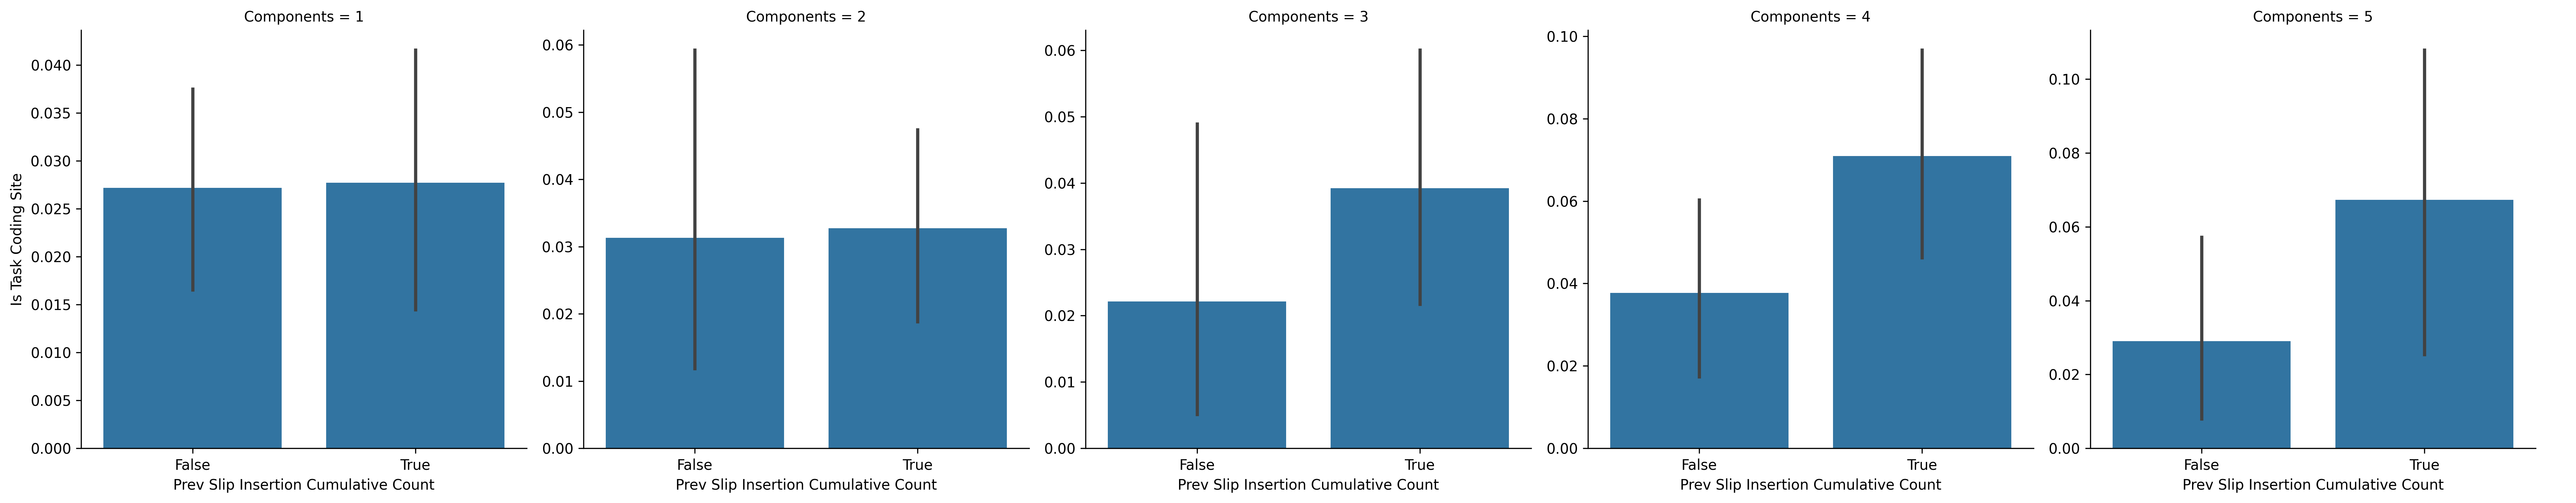 Components = 1
Components = 2
Components = 3
Components = 4
Components = 5
Is Task Coding Site
0.040
0.035
0.030
0.025
0.020
0.015
0.010
0.005
0.000
False
True
Prev Slip Insertion Cumulative Count
0.06
0.05
0.04
0.03
0.02
0.01
0.00
False
True
Prev Slip Insertion Cumulative Count
0.06
0.05
0.04
0.03
0.02
0.01
0.00
False
True
Prev Slip Insertion Cumulative Count
0.10
0.08
0.06
0.04
0.02
0.00
False
True
Prev Slip Insertion Cumulative Count
0.10
0.08
0.06
0.04
0.02
0.00
False
True
Prev Slip Insertion Cumulative Count